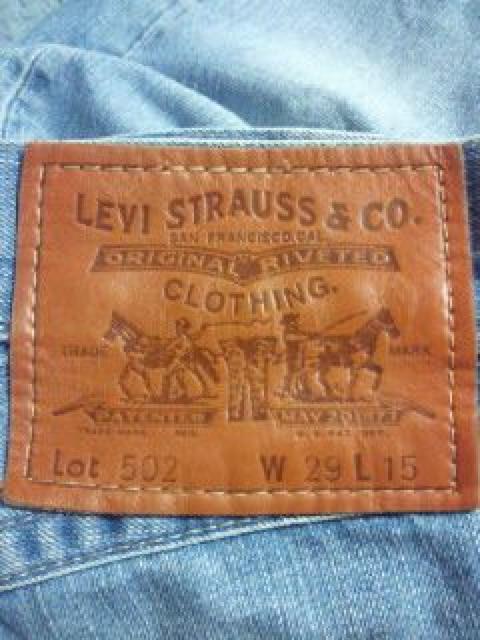 LEVI STRAUSS & CO.
SAN FRANCISCO, CAL.
ORIGINAL RIVETED
CLOTHING.
TRADE MARK
PATENTED MAY 20 1873
Lot 502 W 29 L 15